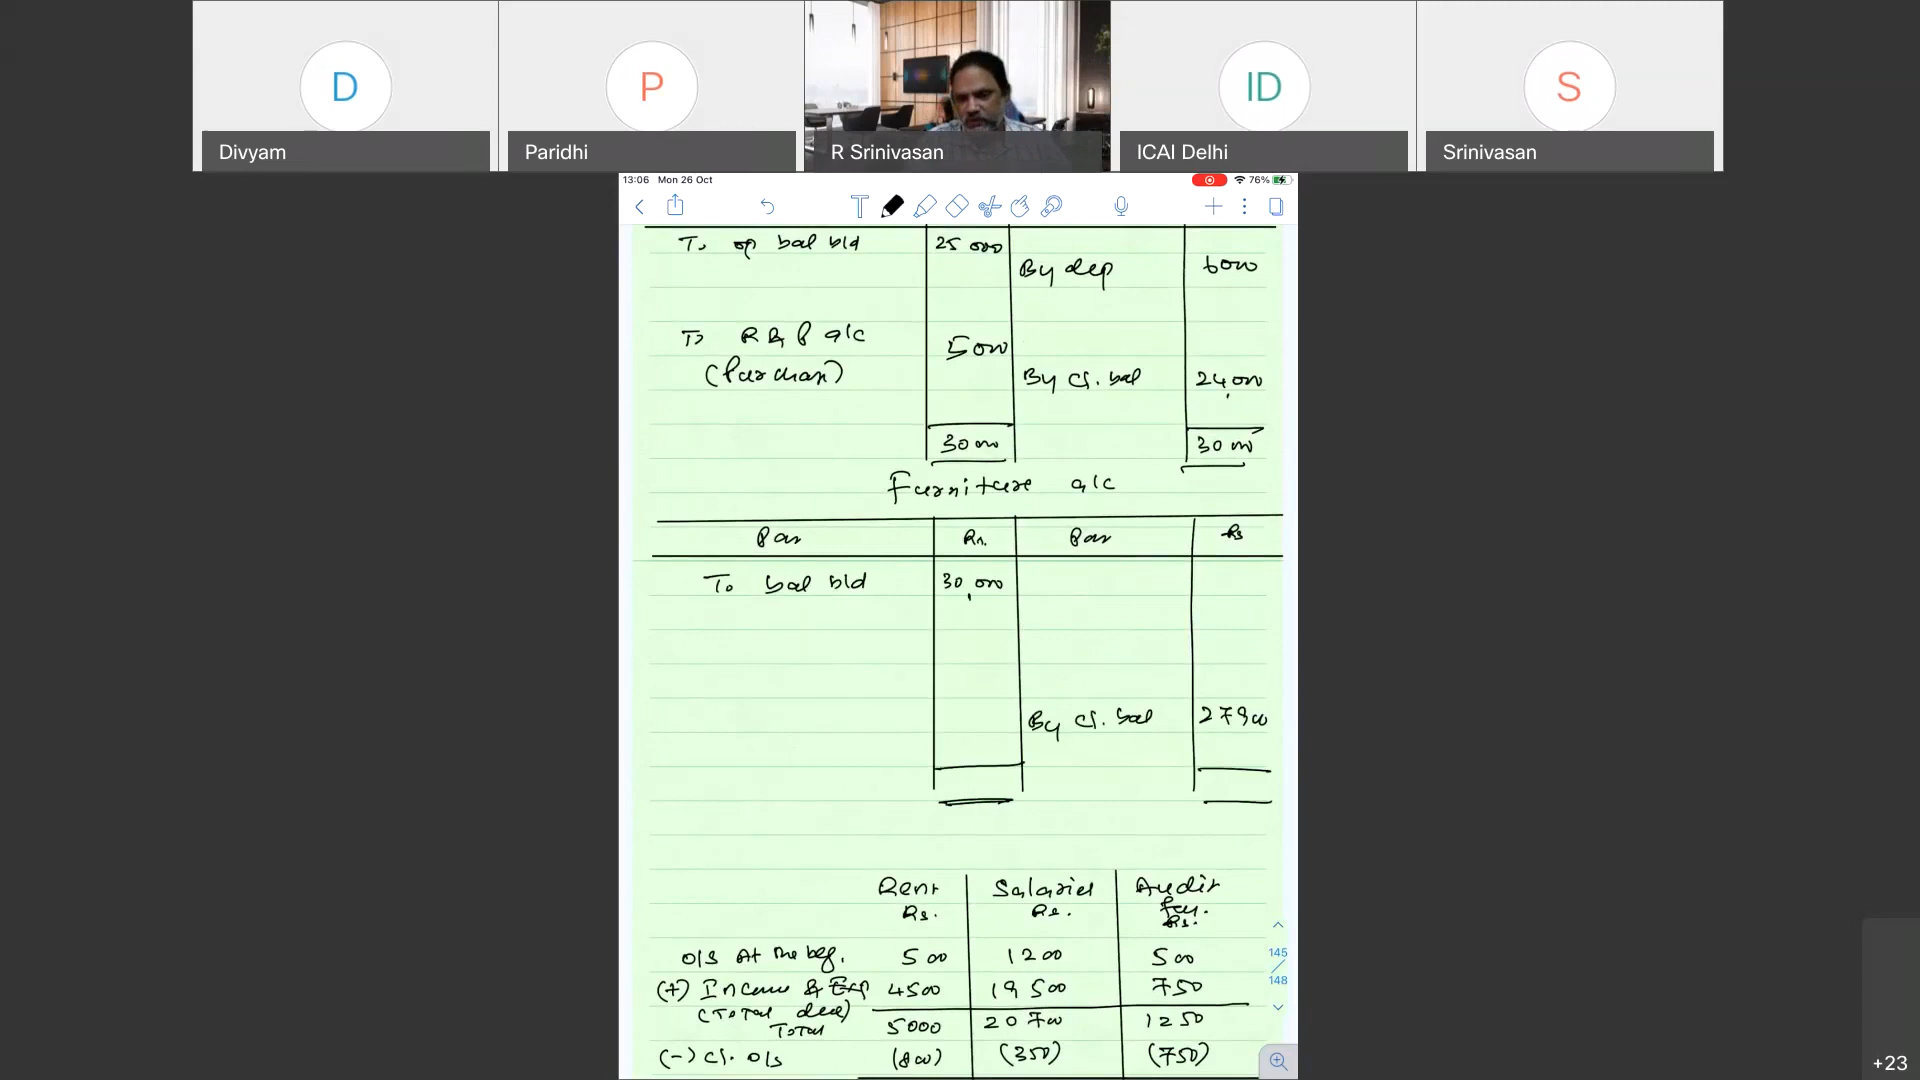 D
P
ID
S
Divyam
Paridhi
R Srinivasan
ICAI Delhi
Srinivasan
13:06 Mon 26 Oct
76%
T
To op bal b/d 25 000
By dep 6000
To R & P a/c 5000
(Purchase)
By cl. bal 24,000
30 000 30 000
Furniture a/c
Par Rs. Par Rs
To bal b/d 30,000
By cl. bal 27900
Rent Salaries Audit
Rs. Rs. fee.
Rs.
O/S At the beg. 500 1200 500
(+) Income & Exp 4500 19500 750
(Total dee)
Total 5000 20700 1250
(-) Cl. O/s (800) (350) (750)
145
148
+23